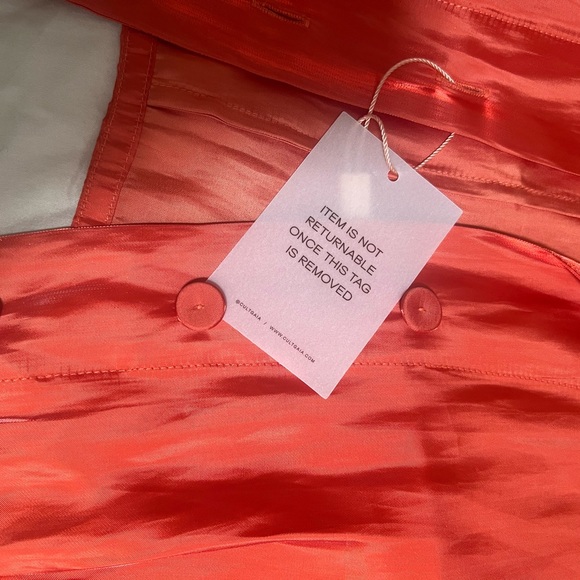 ITEM IS NOT
RETURNABLE
ONCE THIS TAG
IS REMOVED
@CULTGAIA / WWW.CULTGAIA.COM